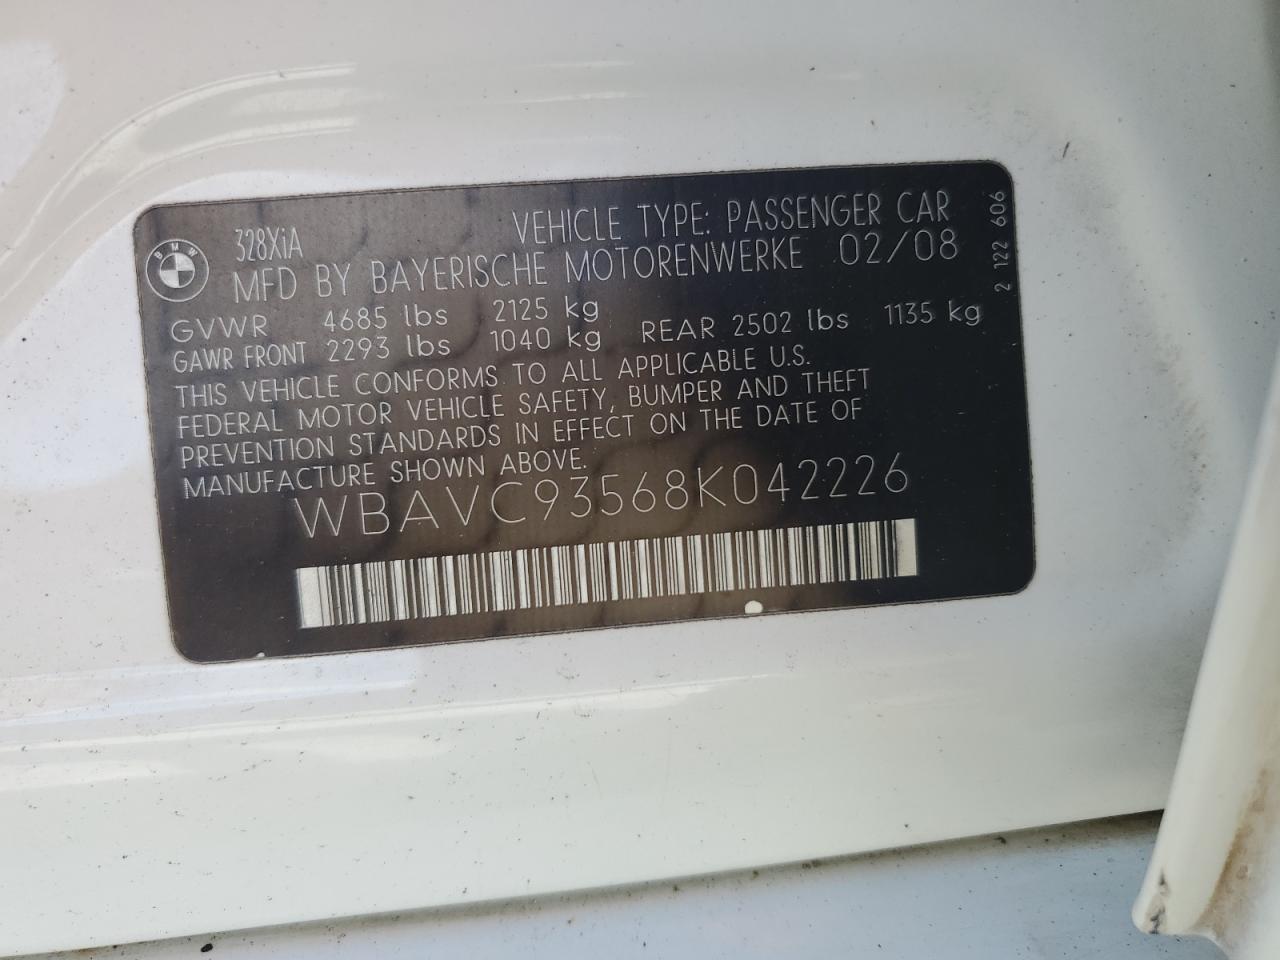 BMW
328XiA
VEHICLE TYPE: PASSENGER CAR
MFD BY BAYERISCHE MOTORENWERKE 02/08
GVWR 4685 lbs 2125 kg
GAWR FRONT 2293 lbs 1040 kg REAR 2502 lbs 1135 kg
THIS VEHICLE CONFORMS TO ALL APPLICABLE U.S.
FEDERAL MOTOR VEHICLE SAFETY, BUMPER AND THEFT
PREVENTION STANDARDS IN EFFECT ON THE DATE OF
MANUFACTURE SHOWN ABOVE.
WBAVC93568K042226
2 122 606